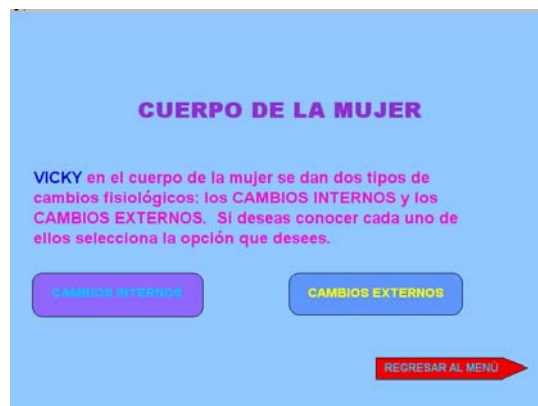 CUERPO DE LA MUJER
VICKY en el cuerpo de la mujer se dan dos tipos de
cambios fisiológicos: los CAMBIOS INTERNOS y los
CAMBIOS EXTERNOS. Si deseas conocer cada uno de
ellos selecciona la opción que desees.
CAMBIOS INTERNOS
CAMBIOS EXTERNOS
REGRESAR AL MENÚ